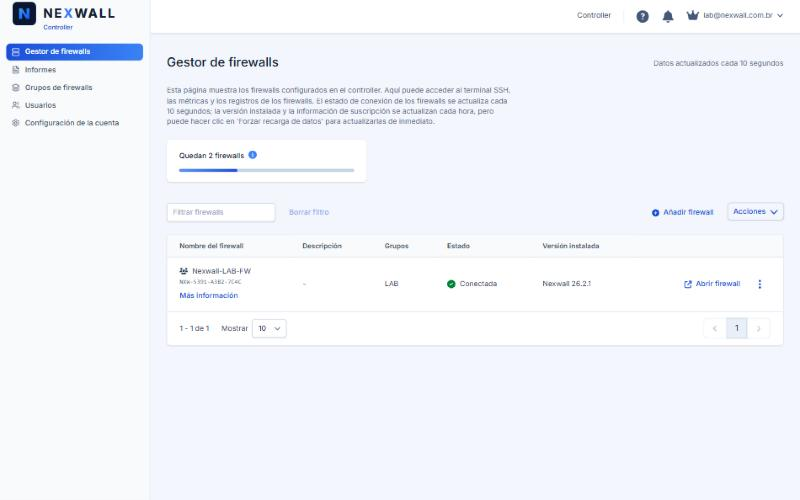 N NEXWALL
Controller
Controller
?
lab@nexwall.com.br
Gestor de firewalls
Informes
Grupos de firewalls
Usuarios
Configuración de la cuenta
Gestor de firewalls
Datos actualizados cada 10 segundos
Esta página muestra los firewalls configurados en el controller. Aquí puede acceder al terminal SSH,
las métricas y los registros de los firewalls. El estado de conexión de los firewalls se actualiza cada
10 segundos; la versión instalada y la información de suscripción se actualizan cada hora, pero
puede hacer clic en 'Forzar recarga de datos' para actualizarlas de inmediato.
Quedan 2 firewalls
Filtrar firewalls
Borrar filtro
Añadir firewall
Acciones
Nombre del firewall Descripción Grupos Estado Versión instalada
Nexwall-LAB-FW - LAB Conectada Nexwall 26.2.1 Abrir firewall
NXW-5391-A3B2-7C4C
Más información
1 - 1 de 1 Mostrar 10 1